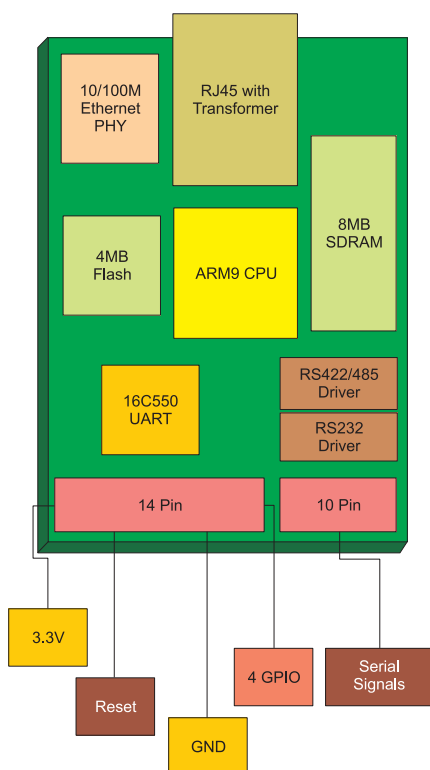 10/100M
Ethernet
PHY
RJ45 with
Transformer
8MB
SDRAM
4MB
Flash
ARM9 CPU
16C550
UART
RS422/485
Driver
RS232
Driver
14 Pin
10 Pin
3.3V
Reset
GND
4 GPIO
Serial
Signals